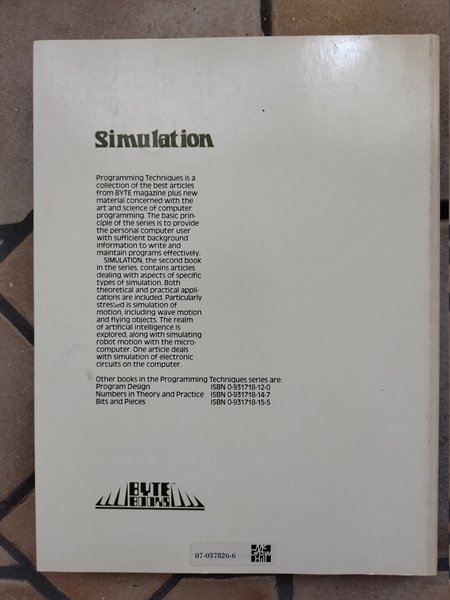 Simulation
Programming Techniques is a
collection of the best articles
from BYTE magazine plus new
material concerned with the
art and science of computer
programming. The basic prin-
ciple of the series is to provide
the personal computer user
with sufficient background
information to write and
maintain programs effectively.
SIMULATION, the second book
in the series, contains articles
dealing with aspects of specific
types of simulation. Both
theoretical and practical appli-
cations are included. Particularly
stressed is simulation of
motion, including wave motion
and flying objects. The realm
of artificial intelligence is
explored, along with simulating
robot motion with the micro-
computer. One article deals
with simulation of electronic
circuits on the computer.
Other books in the Programming Techniques series are:
Program Design ISBN 0-931718-12-0
Numbers in Theory and Practice ISBN 0-931718-14-7
Bits and Pieces ISBN 0-931718-15-5
BYTE
BOOKS
07-037826-6
Mc
Graw
Hill